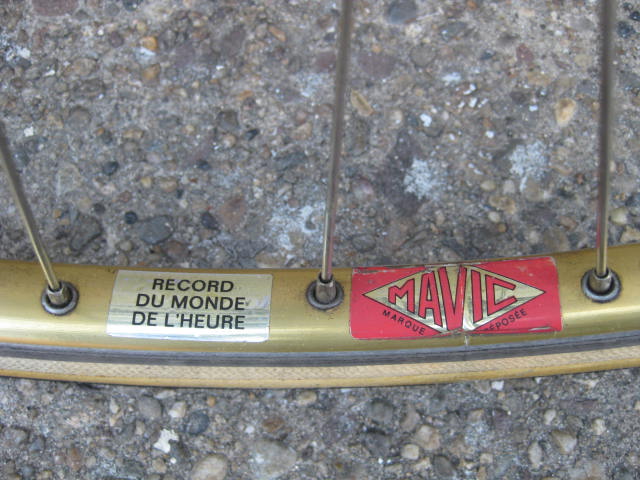 RECORD
DU MONDE
DE L'HEURE
MAVIC
MARQUE DÉPOSÉE